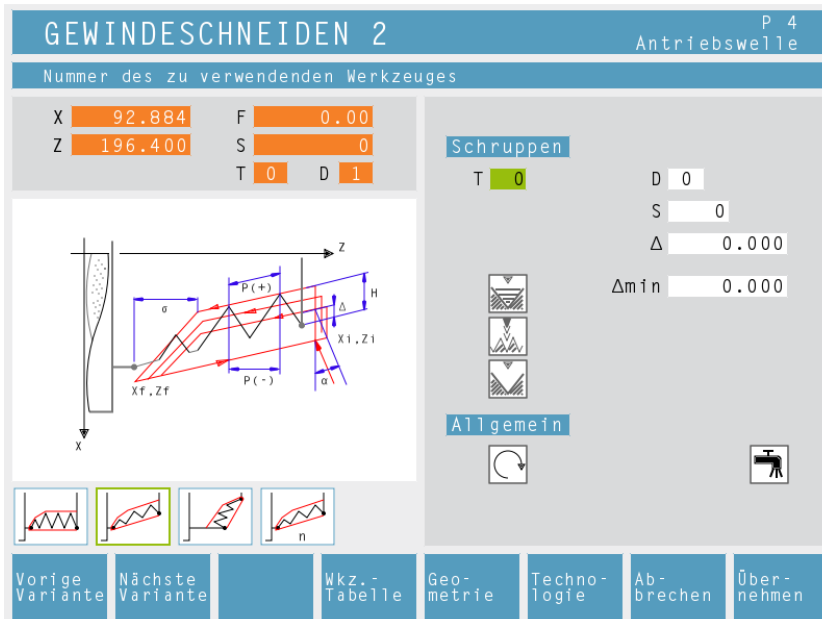 GEWINDESCHNEIDEN 2
P 4
Antriebswelle
Nummer des zu verwendenden Werkzeuges
X 92.884 F 0.00
Z 196.400 S 0
T 0 D 1
Schruppen
T 0 D 0
S 0
Δ 0.000
Δmin 0.000
Allgemein
Z
P(+)
H
σ
Δ
Xi,Zi
P(-)
α
Xf,Zf
X
n
Vorige Variante
Nächste Variante
Wkz.-Tabelle
Geo-metrie
Techno-logie
Ab-brechen
Über-nehmen